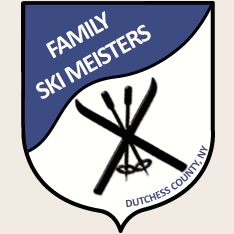 FAMILY
SKI MEISTERS
DUTCHESS COUNTY, NY